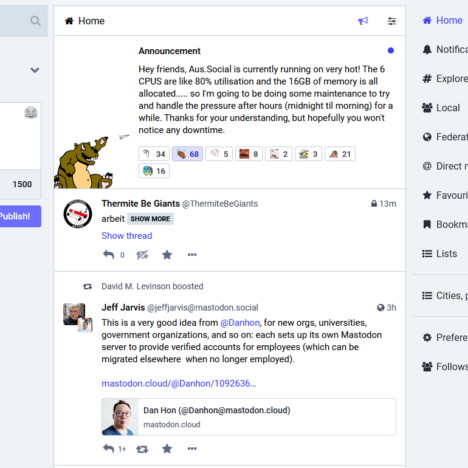 Home
Announcement
Hey friends, Aus.Social is currently running on very hot! The 6
CPUS are like 80% utilisation and the 16GB of memory is all
allocated..... so I'm going to be doing some maintenance to try
and handle the pressure after hours (midnight til morning) for a
while. Thanks for your understanding, but hopefully you won't
notice any downtime.
34 68 5 8 2 3 21
16
Thermite Be Giants @ThermiteBeGiants 13m
arbeit SHOW MORE
Show thread
0
David M. Levinson boosted
Jeff Jarvis @jeffjarvis@mastodon.social 3h
This is a very good idea from @Danhon, for new orgs, universities,
government organizations, and so on: each sets up its own Mastodon
server to provide verified accounts for employees (which can be
migrated elsewhere when no longer employed).
mastodon.cloud/@Danhon/1092636…
Dan Hon (@Danhon@mastodon.cloud)
mastodon.cloud
1+
1500
Publish!
Home
Notifica
Explore
Local
Federat
Direct m
Favouri
Bookma
Lists
Cities, p
Prefere
Follows